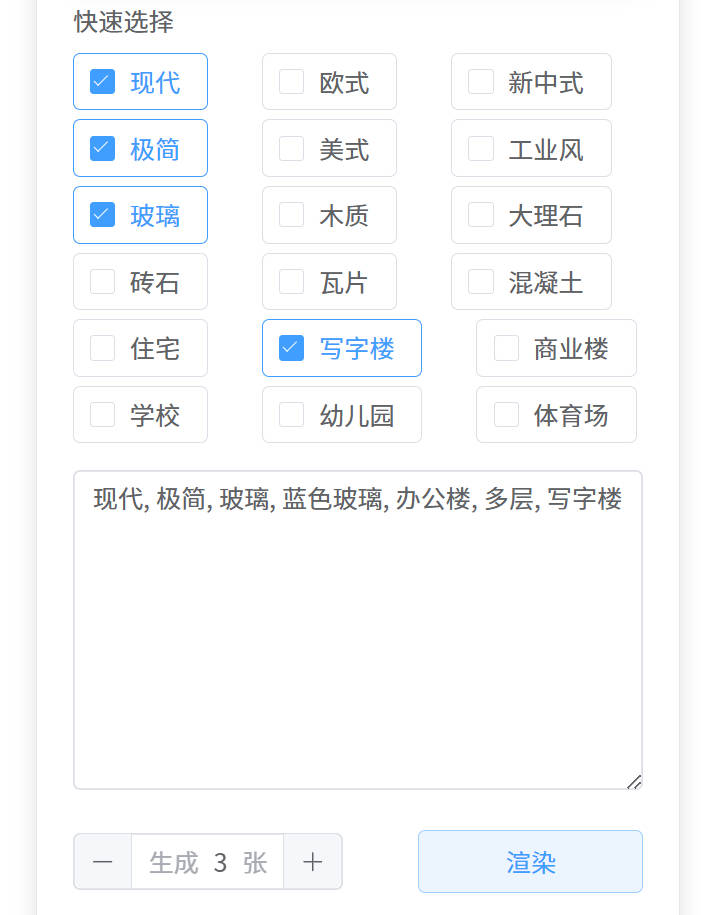 快速选择
现代 欧式 新中式
极简 美式 工业风
玻璃 木质 大理石
砖石 瓦片 混凝土
住宅 写字楼 商业楼
学校 幼儿园 体育场
现代, 极简, 玻璃, 蓝色玻璃, 办公楼, 多层, 写字楼
生成 3 张 渲染